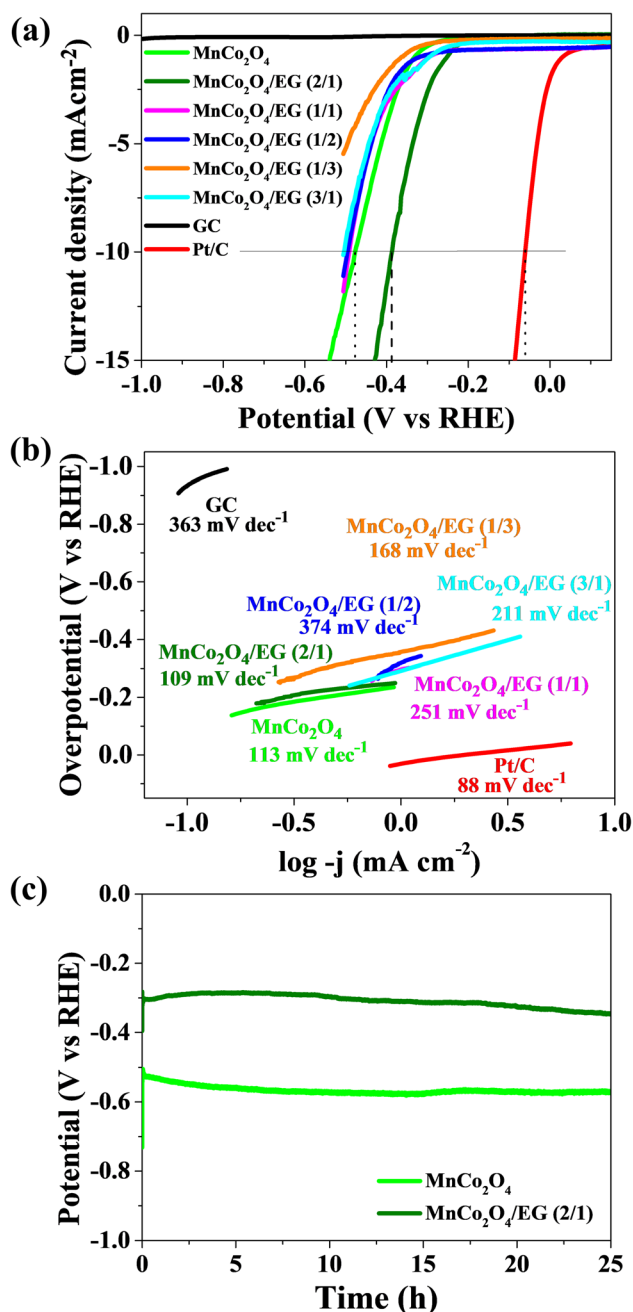 (a)
Current density (mAcm⁻²)
0
-5
-10
-15
MnCo₂O₄
MnCo₂O₄/EG (2/1)
MnCo₂O₄/EG (1/1)
MnCo₂O₄/EG (1/2)
MnCo₂O₄/EG (1/3)
MnCo₂O₄/EG (3/1)
GC
Pt/C
-1.0 -0.8 -0.6 -0.4 -0.2 0.0
Potential (V vs RHE)
(b)
Overpotential (V vs RHE)
-1.0
-0.8
-0.6
-0.4
-0.2
0.0
GC
363 mV dec⁻¹
MnCo₂O₄/EG (1/3)
168 mV dec⁻¹
MnCo₂O₄/EG (3/1)
211 mV dec⁻¹
MnCo₂O₄/EG (1/2)
374 mV dec⁻¹
MnCo₂O₄/EG (2/1)
109 mV dec⁻¹
MnCo₂O₄/EG (1/1)
251 mV dec⁻¹
MnCo₂O₄
113 mV dec⁻¹
Pt/C
88 mV dec⁻¹
-1.0 -0.5 0.0 0.5 1.0
log -j (mA cm⁻²)
(c)
Potential (V vs RHE)
0.0
-0.2
-0.4
-0.6
-0.8
-1.0
MnCo₂O₄
MnCo₂O₄/EG (2/1)
0 5 10 15 20 25
Time (h)